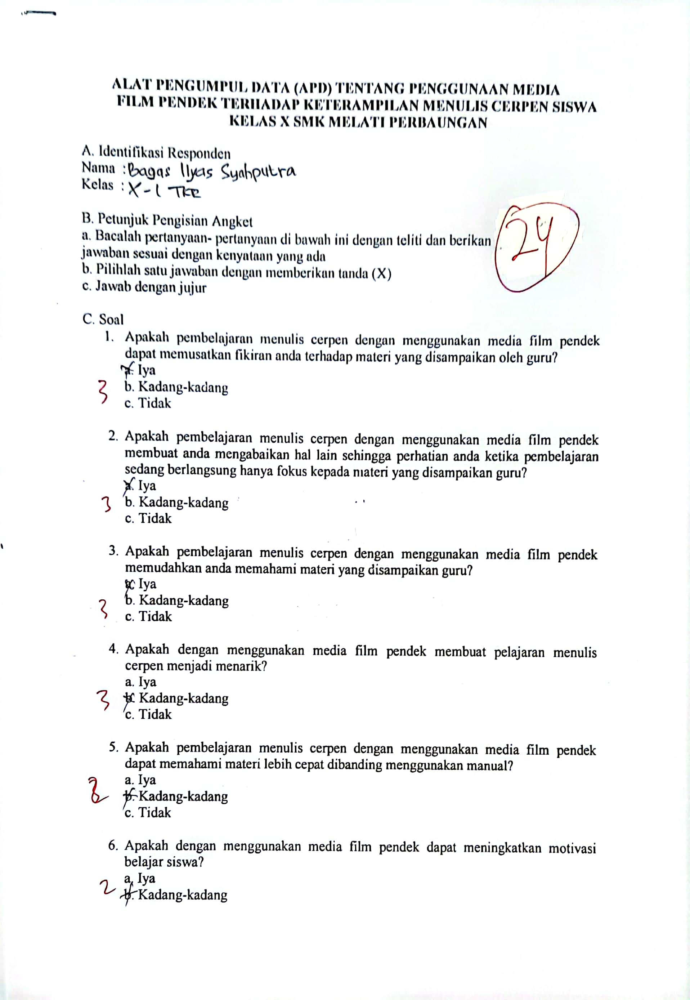 ALAT PENGUMPUL DATA (APD) TENTANG PENGGUNAAN MEDIA
FILM PENDEK TERHADAP KETERAMPILAN MENULIS CERPEN SISWA
KELAS X SMK MELATI PERBAUNGAN
A. Identifikasi Responden
Nama : Bagas Ilyas Syahputra
Kelas : X-1 TKR
B. Petunjuk Pengisian Angket
a. Bacalah pertanyaan- pertanyaan di bawah ini dengan teliti dan berikan
jawaban sesuai dengan kenyataan yang ada
b. Pilihlah satu jawaban dengan memberikan tanda (X)
c. Jawab dengan jujur
24
C. Soal
1. Apakah pembelajaran menulis cerpen dengan menggunakan media film pendek
dapat memusatkan fikiran anda terhadap materi yang disampaikan oleh guru?
a. Iya
3 b. Kadang-kadang
c. Tidak
2. Apakah pembelajaran menulis cerpen dengan menggunakan media film pendek
membuat anda mengabaikan hal lain sehingga perhatian anda ketika pembelajaran
sedang berlangsung hanya fokus kepada materi yang disampaikan guru?
a. Iya
3 b. Kadang-kadang
c. Tidak
3. Apakah pembelajaran menulis cerpen dengan menggunakan media film pendek
memudahkan anda memahami materi yang disampaikan guru?
a. Iya
b. Kadang-kadang
3 c. Tidak
4. Apakah dengan menggunakan media film pendek membuat pelajaran menulis
cerpen menjadi menarik?
a. Iya
3 b. Kadang-kadang
c. Tidak
5. Apakah pembelajaran menulis cerpen dengan menggunakan media film pendek
dapat memahami materi lebih cepat dibanding menggunakan manual?
a. Iya
b. Kadang-kadang
c. Tidak
6. Apakah dengan menggunakan media film pendek dapat meningkatkan motivasi
belajar siswa?
a. Iya
2 b. Kadang-kadang